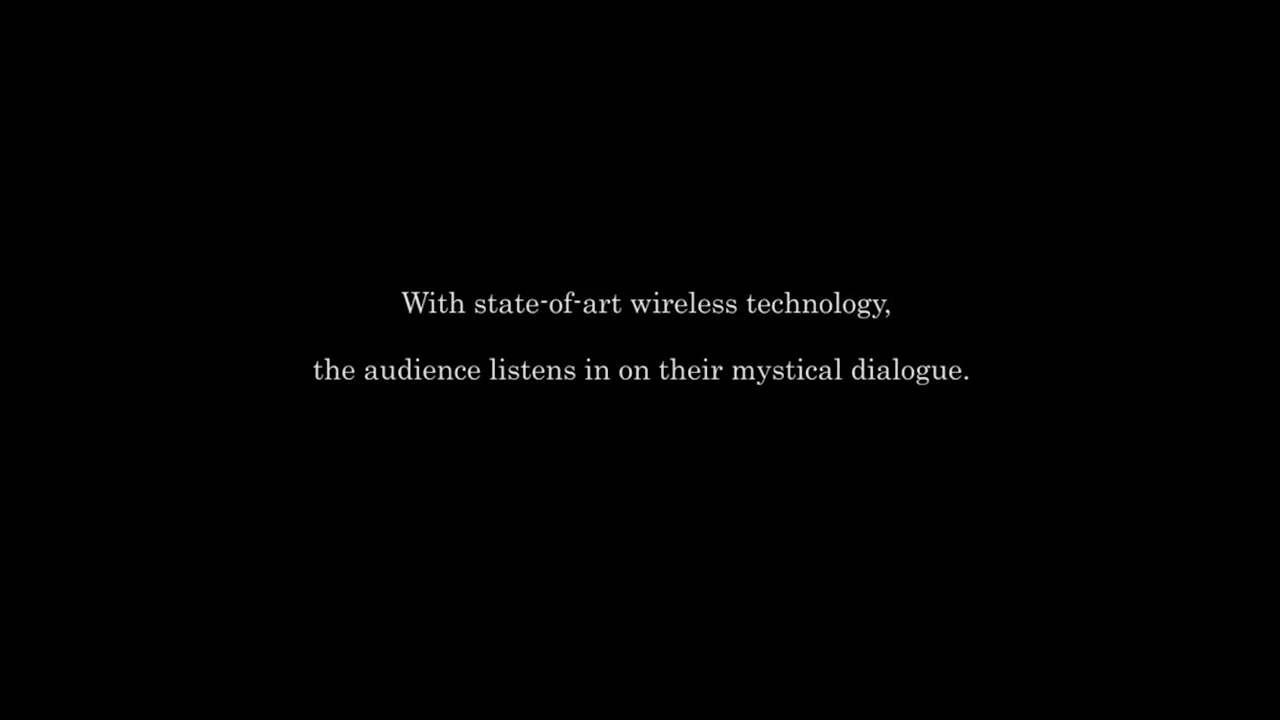 With state-of-art wireless technology,
the audience listens in on their mystical dialogue.